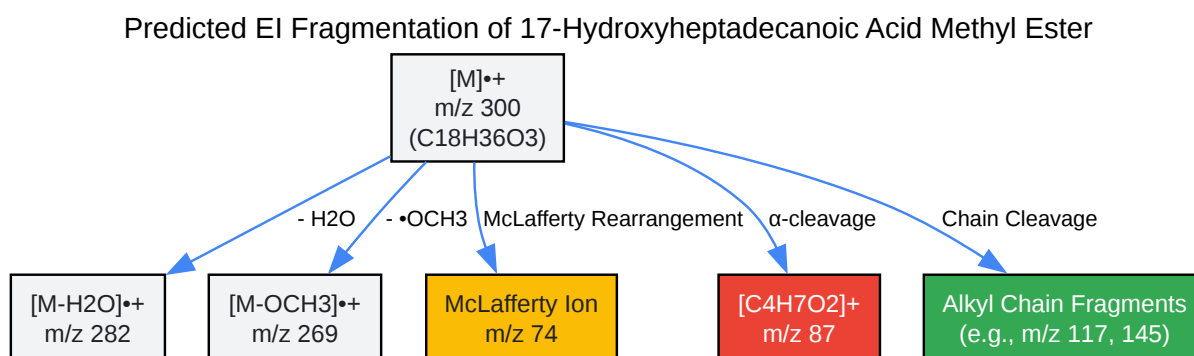 Predicted EI Fragmentation of 17-Hydroxyheptadecanoic Acid Methyl Ester
[M]•+
m/z 300
(C18H36O3)
- H2O
- •OCH3
McLafferty Rearrangement
α-cleavage
Chain Cleavage
[M-H2O]•+
m/z 282
[M-OCH3]•+
m/z 269
McLafferty Ion
m/z 74
[C4H7O2]+
m/z 87
Alkyl Chain Fragments
(e.g., m/z 117, 145)